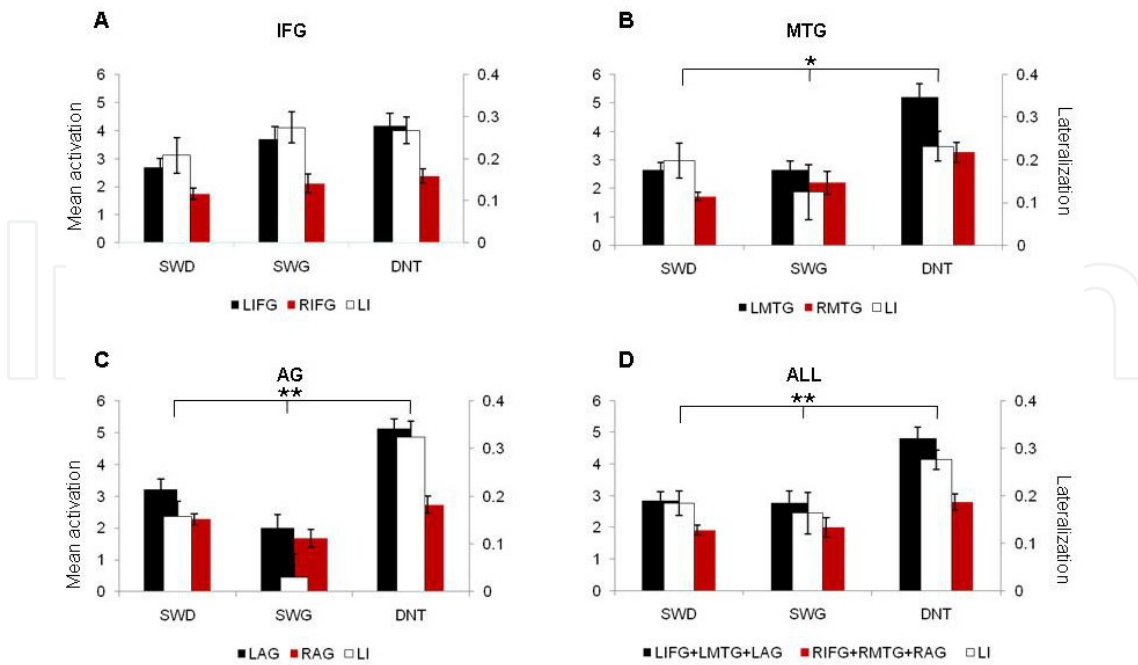 A
IFG
Mean activation
6
5
4
3
2
1
0
0.4
0.3
0.2
0.1
0
SWD SWG DNT
LIFG RIFG LI
B
MTG
*
6
5
4
3
2
1
0
0.4
0.3
0.2
0.1
0
Lateralization
SWD SWG DNT
LMTG RMTG LI
C
AG
**
Mean activation
6
5
4
3
2
1
0
0.4
0.3
0.2
0.1
0
SWD SWG DNT
LAG RAG LI
D
ALL
**
6
5
4
3
2
1
0
0.4
0.3
0.2
0.1
0
Lateralization
SWD SWG DNT
LIFG+LMTG+LAG RIFG+RMTG+RAG LI